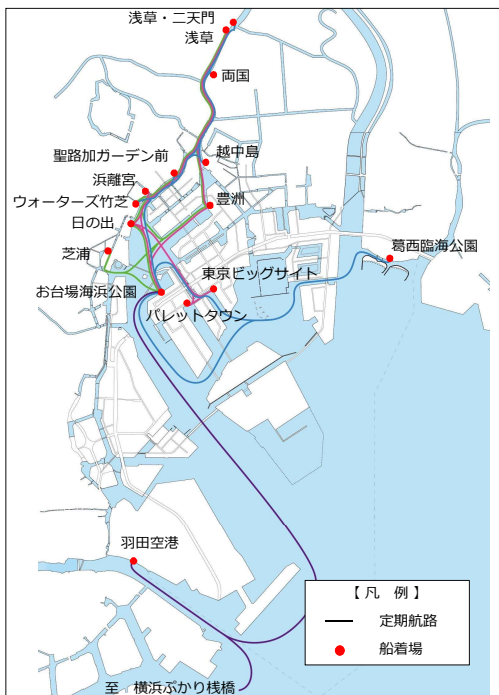 浅草・二天門
浅草
両国
聖路加ガーデン前
越中島
浜離宮
ウォーターズ竹芝
豊洲
日の出
芝浦
葛西臨海公園
東京ビッグサイト
お台場海浜公園
パレットタウン
羽田空港
【 凡 例 】
定期航路
船着場
至 横浜ぷかり桟橋